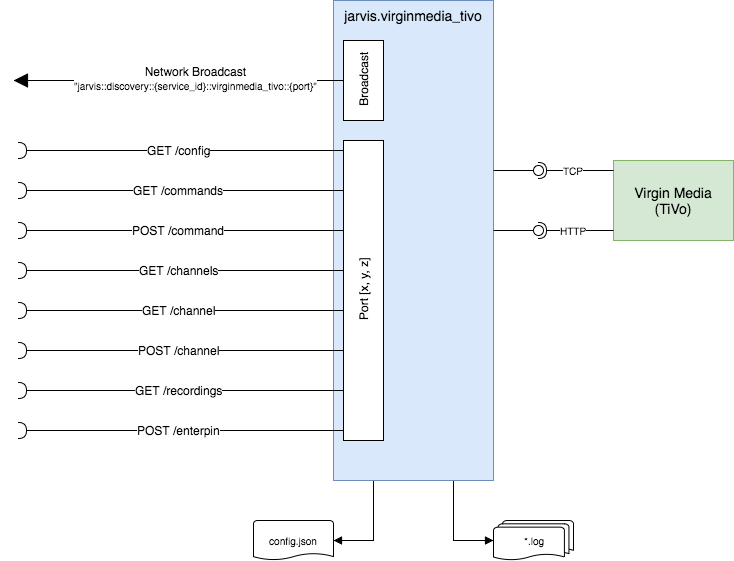 jarvis.virginmedia_tivo
Broadcast
Network Broadcast
"jarvis::discovery::{service_id}::virginmedia_tivo::{port}"
GET /config
GET /commands
POST /command
GET /channels
GET /channel
POST /channel
GET /recordings
POST /enterpin
Port [x, y, z]
TCP
HTTP
Virgin Media
(TiVo)
config.json
*.log